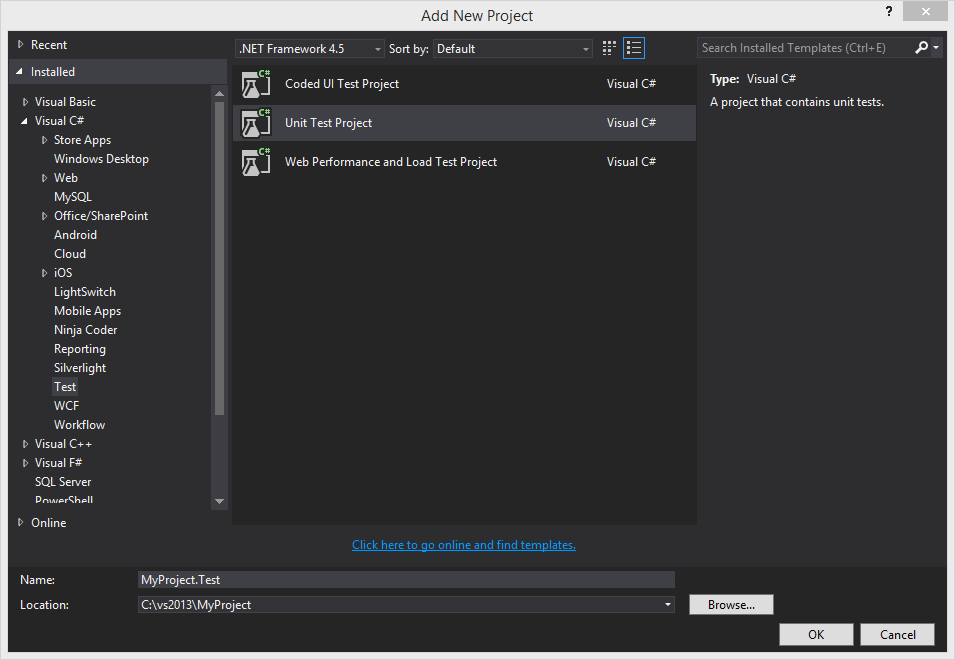 Add New Project
?
Recent
Installed
Visual Basic
Visual C#
Store Apps
Windows Desktop
Web
MySQL
Office/SharePoint
Android
Cloud
iOS
LightSwitch
Mobile Apps
Ninja Coder
Reporting
Silverlight
Test
WCF
Workflow
Visual C++
Visual F#
SQL Server
PowerShell
Online
.NET Framework 4.5
Sort by: Default
C# Coded UI Test Project Visual C#
C# Unit Test Project Visual C#
C# Web Performance and Load Test Project Visual C#
Click here to go online and find templates.
Search Installed Templates (Ctrl+E)
Type: Visual C#
A project that contains unit tests.
Name: MyProject.Test
Location: C:\vs2013\MyProject
Browse...
OK Cancel